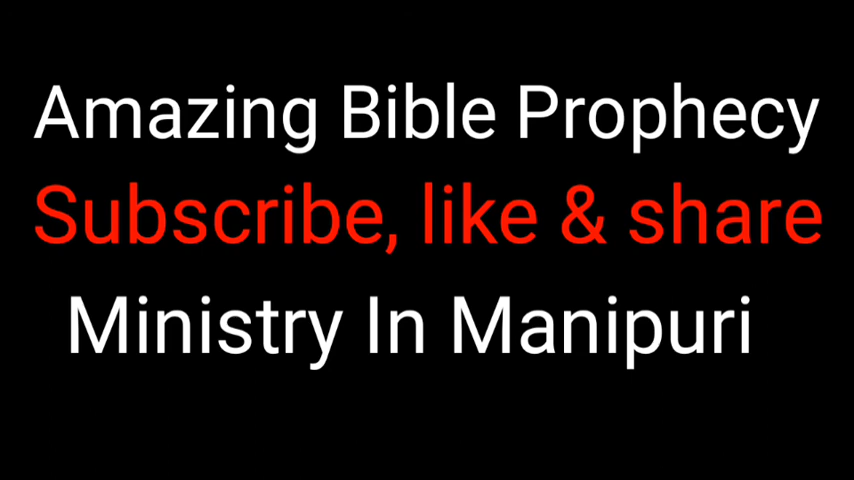 Amazing Bible Prophecy
Subscribe, like & share
Ministry In Manipuri